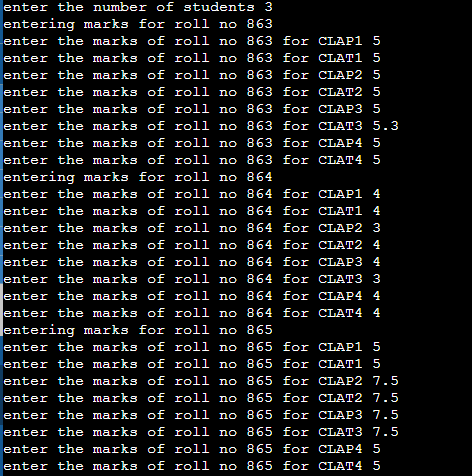 enter the number of students 3
entering marks for roll no 863
enter the marks of roll no 863 for CLAP1 5
enter the marks of roll no 863 for CLAT1 5
enter the marks of roll no 863 for CLAP2 5
enter the marks of roll no 863 for CLAT2 5
enter the marks of roll no 863 for CLAP3 5
enter the marks of roll no 863 for CLAT3 5.3
enter the marks of roll no 863 for CLAP4 5
enter the marks of roll no 863 for CLAT4 5
entering marks for roll no 864
enter the marks of roll no 864 for CLAP1 4
enter the marks of roll no 864 for CLAT1 4
enter the marks of roll no 864 for CLAP2 3
enter the marks of roll no 864 for CLAT2 4
enter the marks of roll no 864 for CLAP3 4
enter the marks of roll no 864 for CLAT3 3
enter the marks of roll no 864 for CLAP4 4
enter the marks of roll no 864 for CLAT4 4
entering marks for roll no 865
enter the marks of roll no 865 for CLAP1 5
enter the marks of roll no 865 for CLAT1 5
enter the marks of roll no 865 for CLAP2 7.5
enter the marks of roll no 865 for CLAT2 7.5
enter the marks of roll no 865 for CLAP3 7.5
enter the marks of roll no 865 for CLAT3 7.5
enter the marks of roll no 865 for CLAP4 5
enter the marks of roll no 865 for CLAT4 5